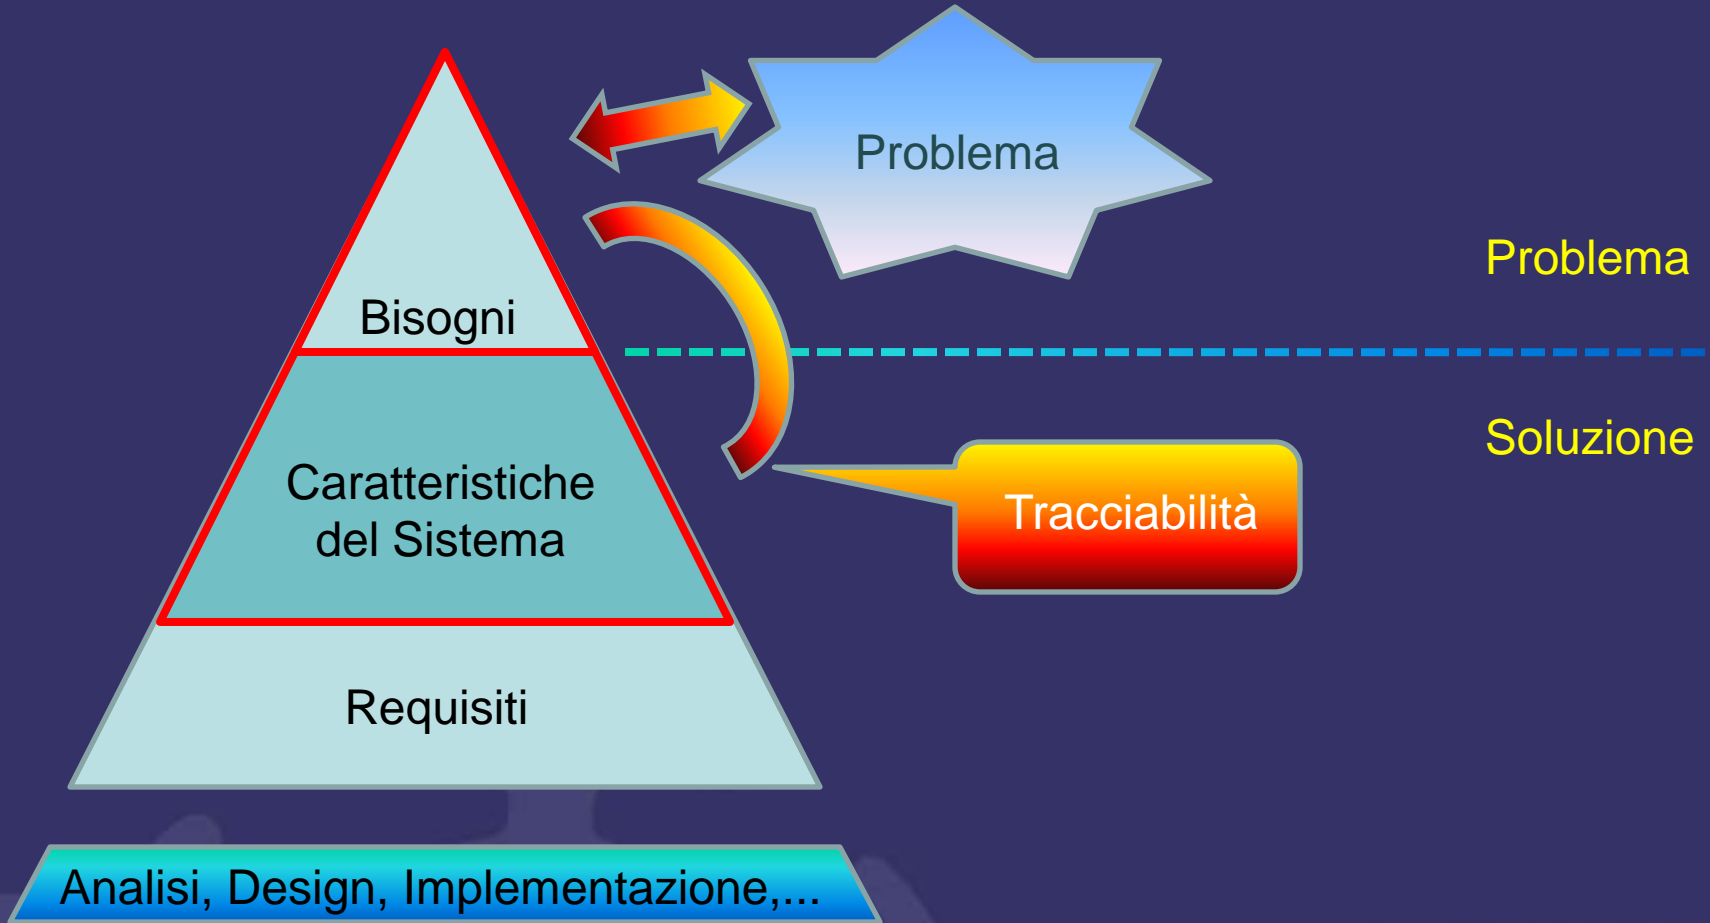 Problema
Problema
Bisogni
Soluzione
Caratteristiche
del Sistema
Tracciabilità
Requisiti
Analisi, Design, Implementazione,...